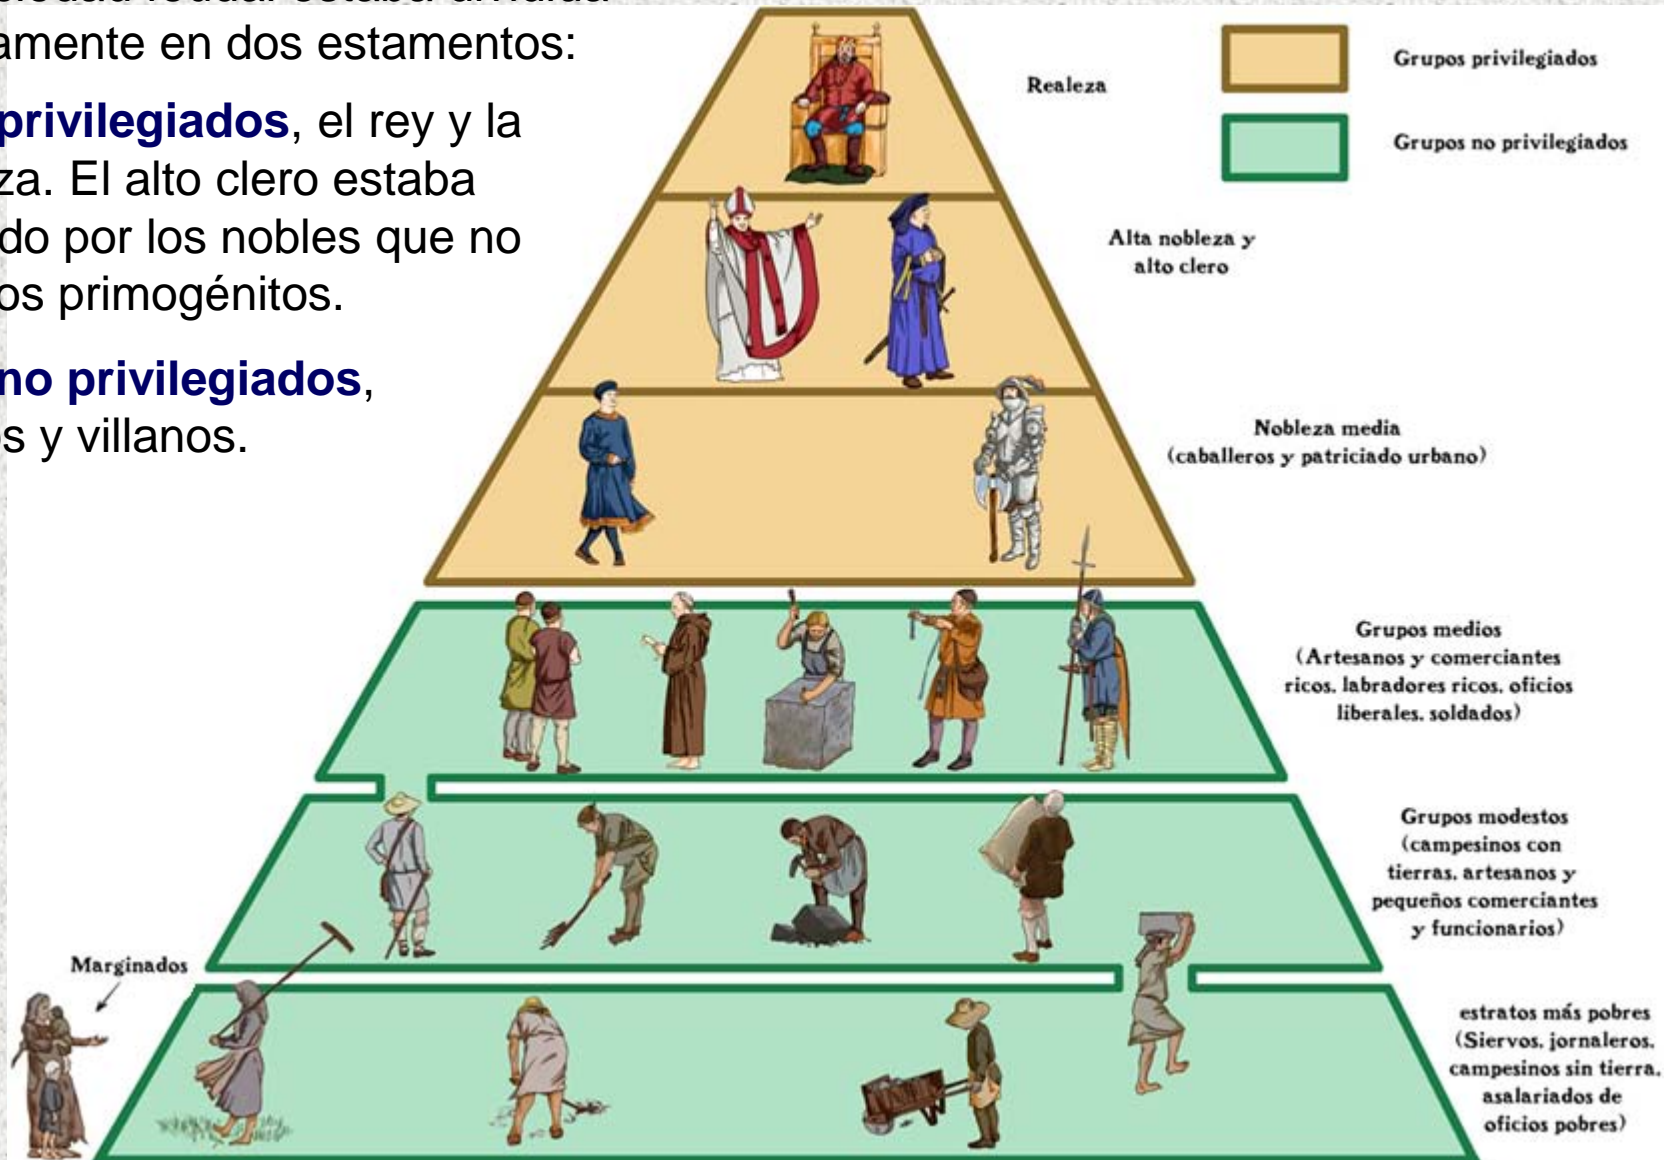 amente en dos estamentos:
privilegiados, el rey y la
za. El alto clero estaba
do por los nobles que no
os primogénitos.
no privilegiados,
s y villanos.
Realeza
Grupos privilegiados
Grupos no privilegiados
Alta nobleza y
alto clero
Nobleza media
(caballeros y patriciado urbano)
Grupos medios
(Artesanos y comerciantes
ricos, labradores ricos, oficios
liberales, soldados)
Grupos modestos
(campesinos con
tierras, artesanos y
pequeños comerciantes
y funcionarios)
Marginados
estratos más pobres
(Siervos, jornaleros,
campesinos sin tierra,
asalariados de
oficios pobres)